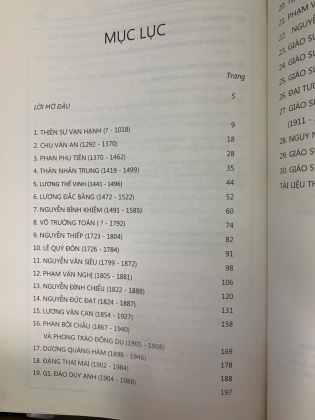 MỤC LỤC
Trang
LỜI MỞ ĐẦU 5
1. THIỀN SƯ VẠN HẠNH (? - 1018) 9
2. CHU VĂN AN (1292 - 1370) 18
3. PHAN PHU TIÊN (1370 - 1462) 28
4. THÂN NHÂN TRUNG (1419 - 1499) 35
5. LƯƠNG THẾ VINH (1441 - 1496) 44
6. LƯƠNG ĐẮC BẰNG (1472 - 1522) 52
7. NGUYỄN BỈNH KHIÊM (1491 - 1585) 60
8. VÕ TRƯỜNG TOẢN ( ? - 1792) 74
9. NGUYỄN THIẾP (1723 - 1804) 82
10. LÊ QUÝ ĐÔN (1726 - 1784) 91
11. NGUYỄN VĂN SIÊU (1799 - 1872) 98
12. PHẠM VĂN NGHỊ (1805 - 1881) 106
13. NGUYỄN ĐÌNH CHIỂU (1822 - 1888) 120
14. NGUYỄN ĐỨC ĐẠT (1824 - 1887) 131
15. LƯƠNG VĂN CAN (1854 - 1927) 158
16. PHAN BỘI CHÂU (1867 - 1940)
VÀ PHONG TRÀO ĐÔNG DU (1905 - 1908) 169
17. DƯƠNG QUẢNG HÀM (1898 - 1946) 178
18. ĐẶNG THAI MAI (1902 - 1984) 188
19. GS. ĐÀO DUY ANH (1904 - 1988) 197
21. PHẠM V
22. NGUYỄ
23. GIÁO SƯ
24. GIÁO SƯ
25. GIÁO SƯ
26. ĐẠI TƯỚ
27. GIÁO SƯ
(1911 -
28. NGUY
29. GIÁO S
30. GIÁO S
TÀI LIỆU TH